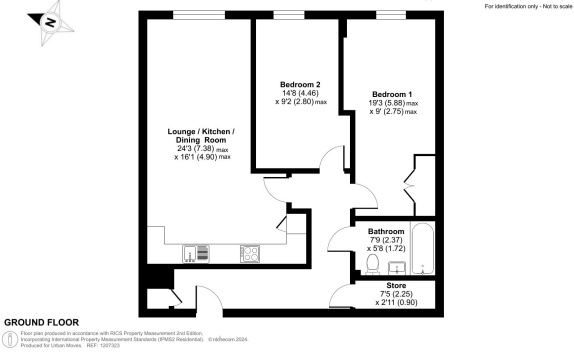 For identification only - Not to scale
N
Bedroom 2
14'8 (4.46)
x 9'2 (2.80) max
Bedroom 1
19'3 (5.88) max
x 9' (2.75) max
Lounge / Kitchen /
Dining Room
24'3 (7.38) max
x 16'1 (4.90) max
Bathroom
7'9 (2.37)
x 5'8 (1.72)
Store
7'5 (2.25)
x 2'11 (0.90)
GROUND FLOOR
Floor plan produced in accordance with RICS Property Measurement 2nd Edition,
Incorporating International Property Measurement Standards (IPMS2 Residential). ©nichecom 2024.
Produced for Urban Moves. REF: 1207323